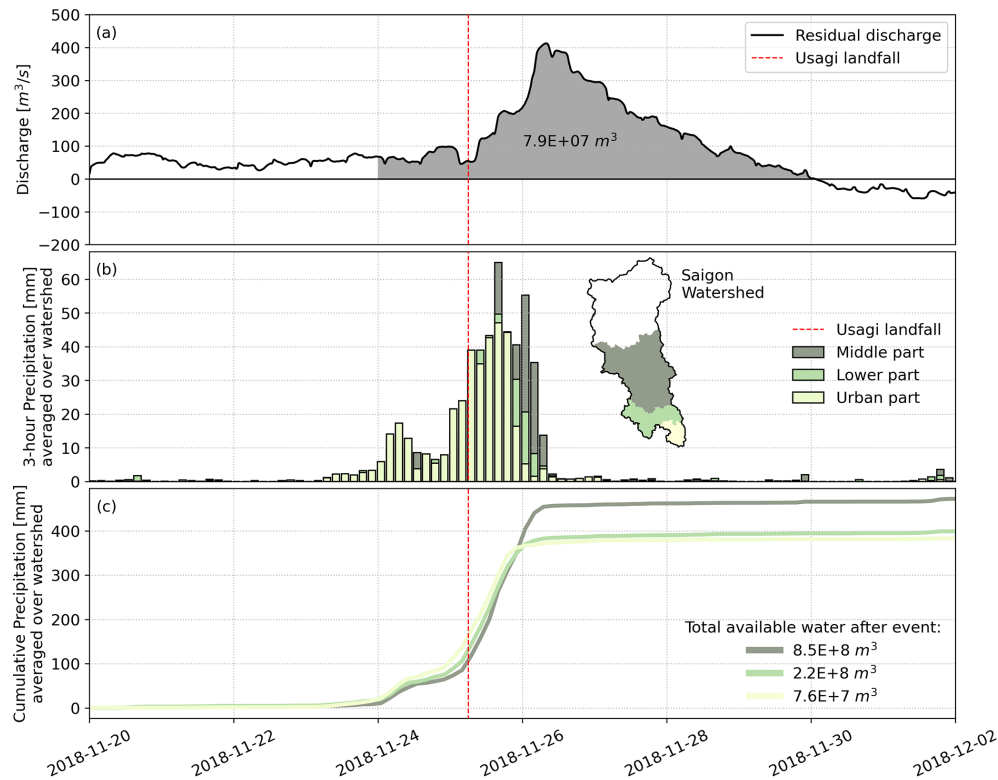 (a)
500
400
300
200
100
0
−100
−200
Discharge [m³/s]
Residual discharge
Usagi landfall
7.9E+07 m³
(b)
60
50
40
30
20
10
0
3-hour Precipitation [mm]
averaged over watershed
Saigon
Watershed
Usagi landfall
Middle part
Lower part
Urban part
(c)
400
300
200
100
0
Cumulative Precipitation [mm]
averaged over watershed
Total available water after event:
8.5E+8 m³
2.2E+8 m³
7.6E+7 m³
2018-11-20
2018-11-22
2018-11-24
2018-11-26
2018-11-28
2018-11-30
2018-12-02